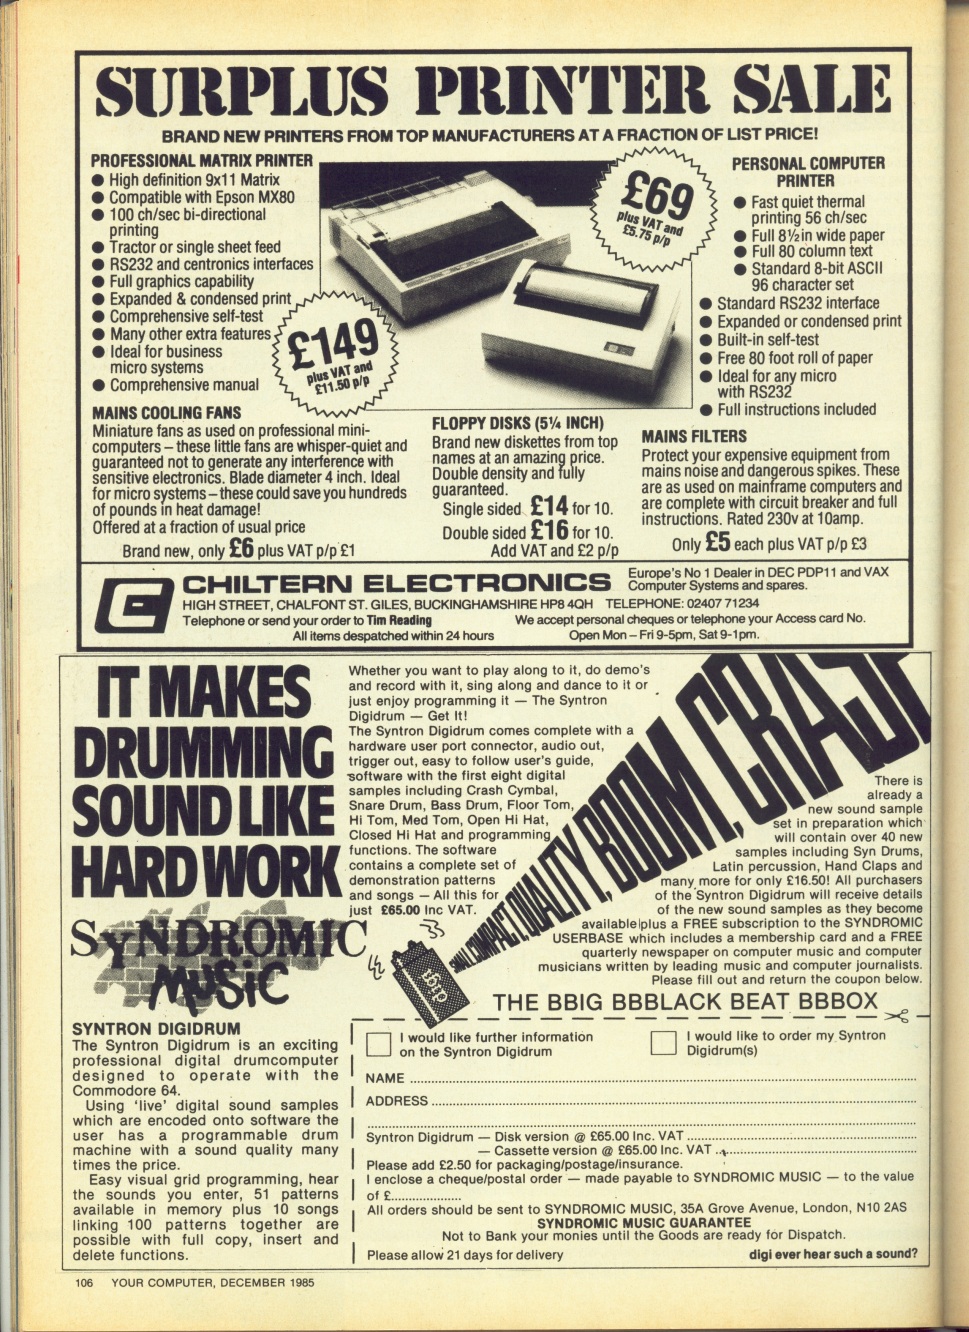 SURPLUS PRINTER SALE
BRAND NEW PRINTERS FROM TOP MANUFACTURERS AT A FRACTION OF LIST PRICE!
PROFESSIONAL MATRIX PRINTER
● High definition 9x11 Matrix
● Compatible with Epson MX80
● 100 ch/sec bi-directional
printing
● Tractor or single sheet feed
● RS232 and centronics interfaces
● Full graphics capability
● Expanded & condensed print
● Comprehensive self-test
● Many other extra features
● Ideal for business
micro systems
● Comprehensive manual
£149
plus VAT and
£11.50 p/p
£69
plus VAT and
£5.75 p/p
PERSONAL COMPUTER
PRINTER
● Fast quiet thermal
printing 56 ch/sec
● Full 8½in wide paper
● Full 80 column text
● Standard 8-bit ASCII
96 character set
● Standard RS232 interface
● Expanded or condensed print
● Built-in self-test
● Free 80 foot roll of paper
● Ideal for any micro
with RS232
● Full instructions included
MAINS COOLING FANS
Miniature fans as used on professional mini-
computers – these little fans are whisper-quiet and
guaranteed not to generate any interference with
sensitive electronics. Blade diameter 4 inch. Ideal
for micro systems – these could save you hundreds
of pounds in heat damage!
Offered at a fraction of usual price
Brand new, only £6 plus VAT p/p £1
FLOPPY DISKS (5¼ INCH)
Brand new diskettes from top
names at an amazing price.
Double density and fully
guaranteed.
Single sided £14 for 10.
Double sided £16 for 10.
Add VAT and £2 p/p
MAINS FILTERS
Protect your expensive equipment from
mains noise and dangerous spikes. These
are as used on mainframe computers and
are complete with circuit breaker and full
instructions. Rated 230v at 10amp.
Only £5 each plus VAT p/p £3
CHILTERN ELECTRONICS
Europe's No 1 Dealer in DEC PDP11 and VAX
Computer Systems and spares.
HIGH STREET, CHALFONT ST. GILES, BUCKINGHAMSHIRE HP8 4QH TELEPHONE: 02407 71234
Telephone or send your order to Tim Reading
We accept personal cheques or telephone your Access card No.
All items despatched within 24 hours
Open Mon – Fri 9-5pm, Sat 9-1pm.
IT MAKES
DRUMMING
SOUND LIKE
HARD WORK
SYNDROMIC
MUSIC
SYNTRON DIGIDRUM
The Syntron Digidrum is an exciting
professional digital drumcomputer
designed to operate with the
Commodore 64.
Using 'live' digital sound samples
which are encoded onto software the
user has a programmable drum
machine with a sound quality many
times the price.
Easy visual grid programming, hear
the sounds you enter, 51 patterns
available in memory plus 10 songs
linking 100 patterns together are
possible with full copy, insert and
delete functions.
Whether you want to play along to it, do demo's
and record with it, sing along and dance to it or
just enjoy programming it — The Syntron
Digidrum — Get It!
The Syntron Digidrum comes complete with a
hardware user port connector, audio out,
trigger out, easy to follow user's guide,
software with the first eight digital
samples including Crash Cymbal,
Snare Drum, Bass Drum, Floor Tom,
Hi Tom, Med Tom, Open Hi Hat,
Closed Hi Hat and programming
functions. The software
contains a complete set of
demonstration patterns
and songs — All this for
just £65.00 Inc VAT.
SMALL, COMPACT, QUALITY, BOOM!, CRASH
There is
already a
new sound sample
set in preparation which
will contain over 40 new
samples including Syn Drums,
Latin percussion, Hand Claps and
many more for only £16.50! All purchasers
of the Syntron Digidrum will receive details
of the new sound samples as they become
available plus a FREE subscription to the SYNDROMIC
USERBASE which includes a membership card and a FREE
quarterly newspaper on computer music and computer
musicians written by leading music and computer journalists.
Please fill out and return the coupon below.
THE BBIG BBBLACK BEAT BBBOX
I would like further information
on the Syntron Digidrum
I would like to order my Syntron
Digidrum(s)
NAME
ADDRESS
Syntron Digidrum — Disk version @ £65.00 Inc. VAT
— Cassette version @ £65.00 Inc. VAT
Please add £2.50 for packaging/postage/insurance.
I enclose a cheque/postal order — made payable to SYNDROMIC MUSIC — to the value
of £
All orders should be sent to SYNDROMIC MUSIC, 35A Grove Avenue, London, N10 2AS
SYNDROMIC MUSIC GUARANTEE
Not to Bank your monies until the Goods are ready for Dispatch.
Please allow 21 days for delivery
digi ever hear such a sound?
106 YOUR COMPUTER, DECEMBER 1985